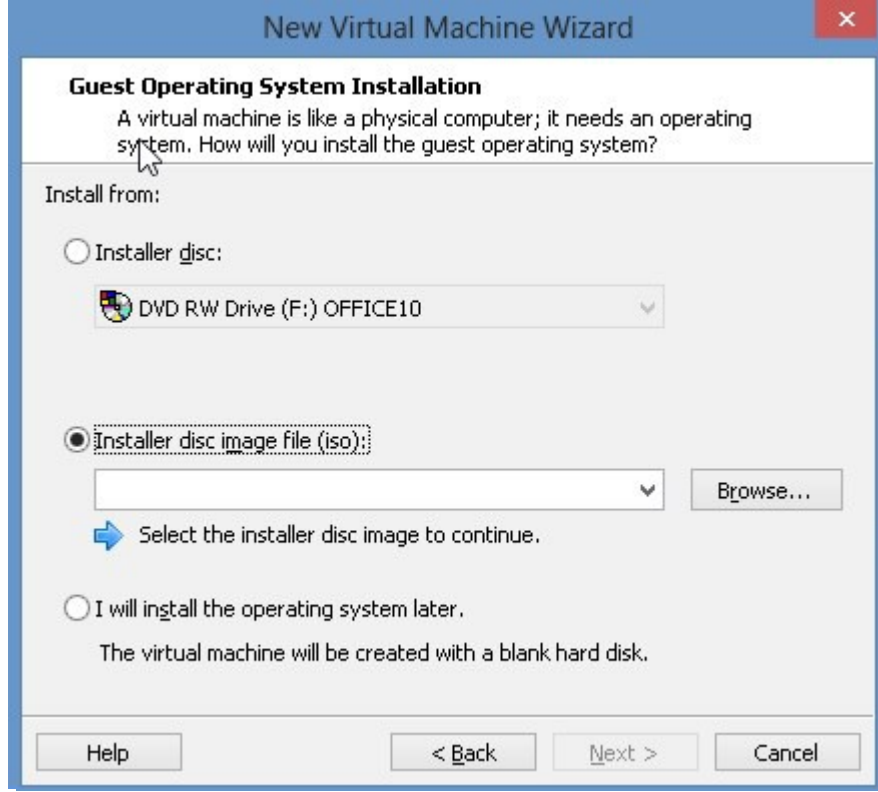 New Virtual Machine Wizard
Guest Operating System Installation
A virtual machine is like a physical computer; it needs an operating
system. How will you install the guest operating system?
Install from:
Installer disc:
DVD RW Drive (F:) OFFICE10
Installer disc image file (iso):
Browse...
Select the installer disc image to continue.
I will install the operating system later.
The virtual machine will be created with a blank hard disk.
Help < Back Next > Cancel